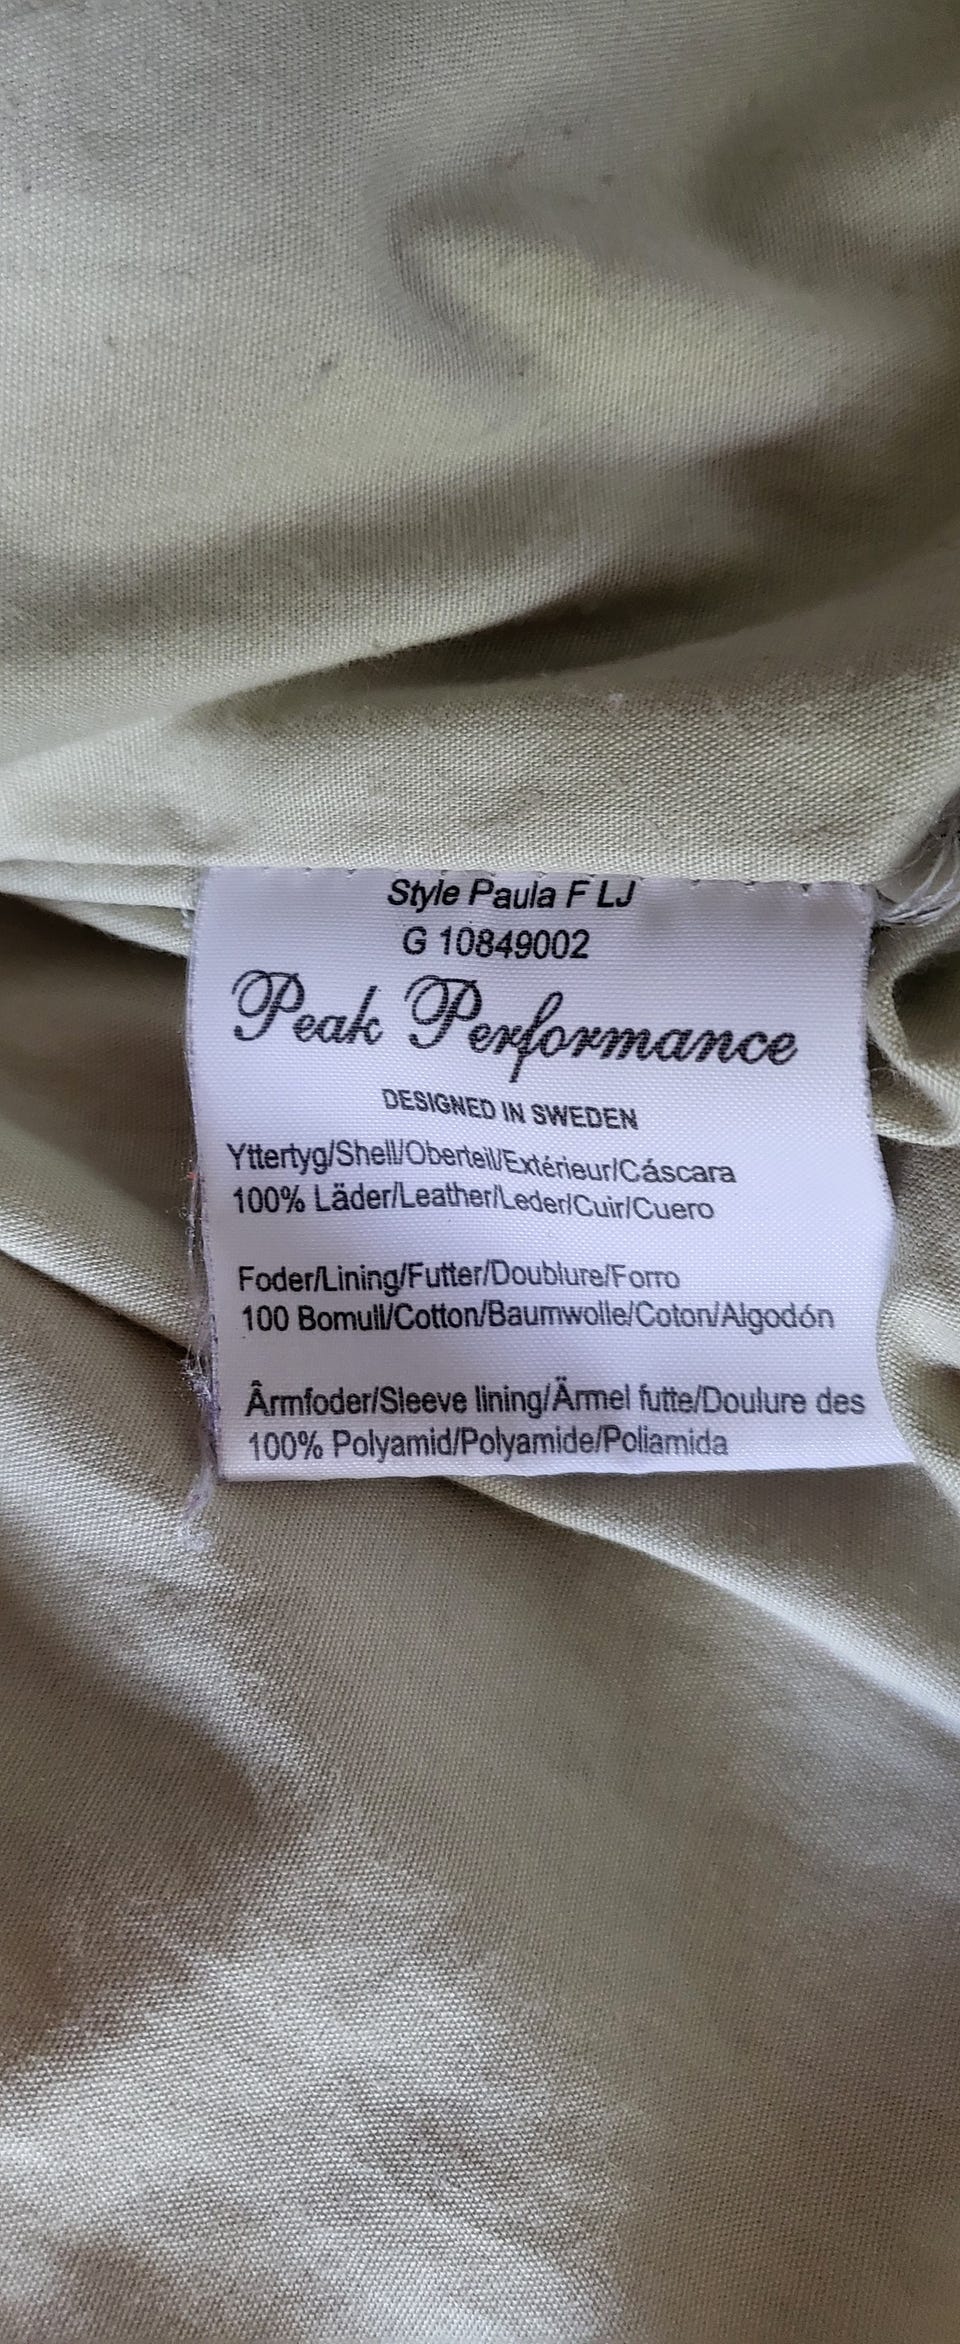 Style Paula F LJ
G 10849002
Peak Performance
DESIGNED IN SWEDEN
Yttertyg/Shell/Oberteil/Extérieur/Cáscara
100% Läder/Leather/Leder/Cuir/Cuero
Foder/Lining/Futter/Doublure/Forro
100 Bomull/Cotton/Baumwolle/Coton/Algodón
Ârmfoder/Sleeve lining/Ärmel futte/Doulure des
100% Polyamid/Polyamide/Poliamida